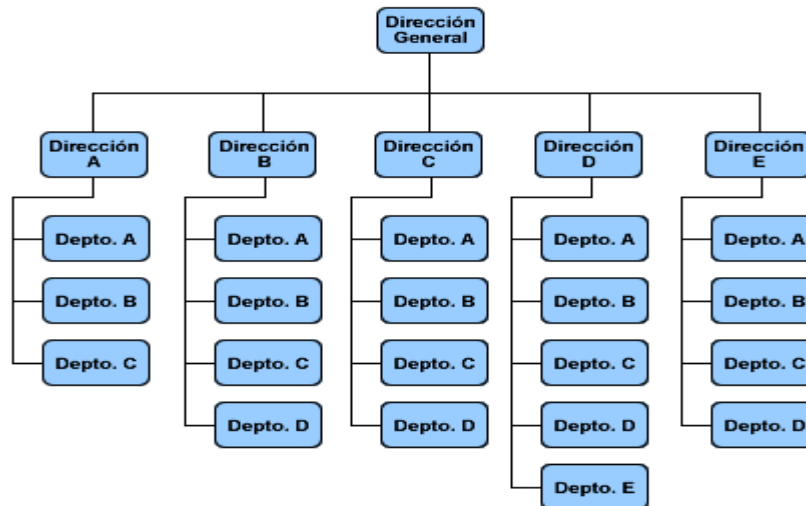 Dirección
General
Dirección
A
Dirección
B
Dirección
C
Dirección
D
Dirección
E
Depto. A
Depto. B
Depto. C
Depto. A
Depto. B
Depto. C
Depto. D
Depto. A
Depto. B
Depto. C
Depto. D
Depto. A
Depto. B
Depto. C
Depto. D
Depto. E
Depto. A
Depto. B
Depto. C
Depto. D